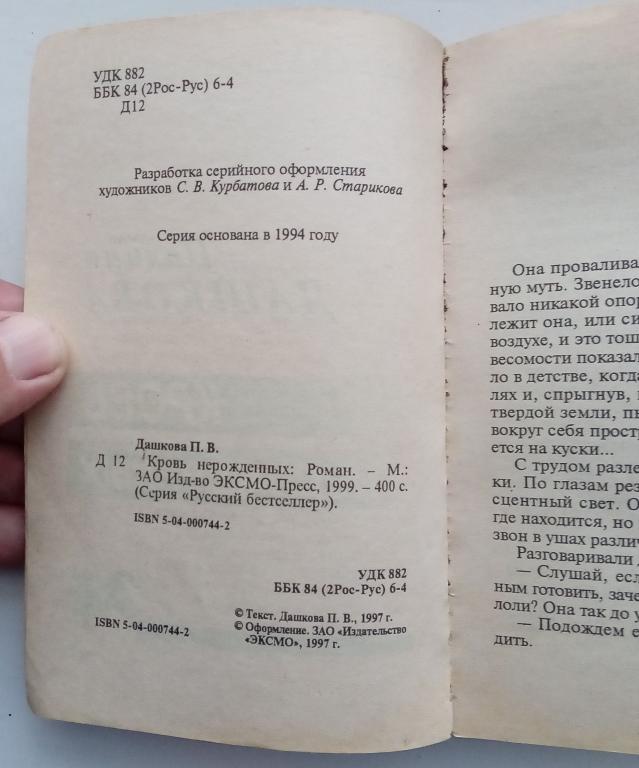 УДК 882
ББК 84 (2Рос-Рус) 6-4
Д12
Разработка серийного оформления
художников С. В. Курбатова и А. Р. Старикова
Серия основана в 1994 году
Дашкова П. В.
Д 12 Кровь нерожденных: Роман. – М.:
ЗАО Изд-во ЭКСМО-Пресс, 1999. – 400 с.
(Серия «Русский бестселлер»).
ISBN 5-04-000744-2
УДК 882
ББК 84 (2Рос-Рус) 6-4
© Текст. Дашкова П. В., 1997 г.
© Оформление. ЗАО «Издательство
«ЭКСМО», 1997 г.
ISBN 5-04-000744-2
Она проваливa
ную муть. Звенело
вало никакой опор
лежит она, или си
воздухе, и это тош
весомости показал
ло в детстве, когда
лях и, спрыгнув,
твердой земли, пы
вокруг себя простр
ется на куски...
С трудом разле
ки. По глазам рез
сцентный свет. О
где находится, но
звон в ушах различ
Разговаривали
— Слушай, есл
ным готовить, заче
лоли? Она так до у
— Подождем е
дить.